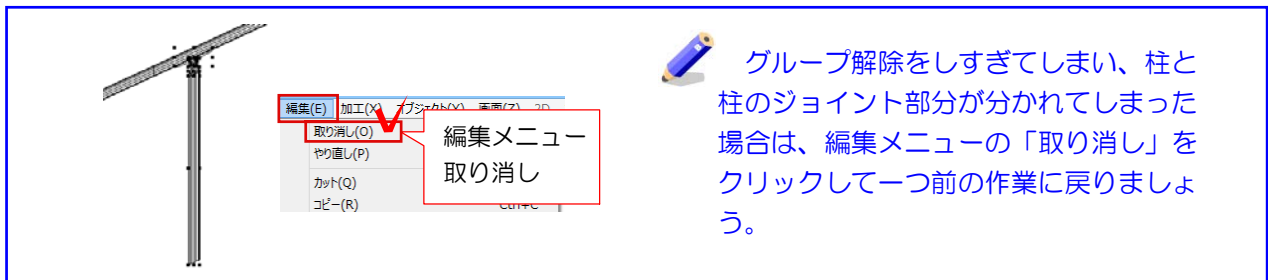 編集(E) 加工(X) オブジェクト(Y) 画面(Z) 2D
取り消し(O)
やり直し(P)
カット(Q)
コピー(R) Ctrl+C
編集メニュー
取り消し
グループ解除をしすぎてしまい、柱と
柱のジョイント部分が分かれてしまった
場合は、編集メニューの「取り消し」を
クリックして一つ前の作業に戻りましょ
う。